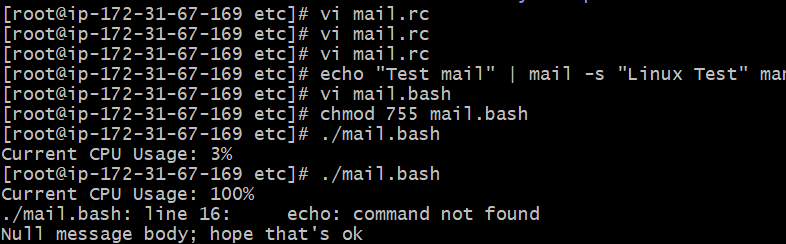 [root@ip-172-31-67-169 etc]# vi mail.rc
[root@ip-172-31-67-169 etc]# vi mail.rc
[root@ip-172-31-67-169 etc]# vi mail.rc
[root@ip-172-31-67-169 etc]# echo "Test mail" | mail -s "Linux Test" mar
[root@ip-172-31-67-169 etc]# vi mail.bash
[root@ip-172-31-67-169 etc]# chmod 755 mail.bash
[root@ip-172-31-67-169 etc]# ./mail.bash
Current CPU Usage: 3%
[root@ip-172-31-67-169 etc]# ./mail.bash
Current CPU Usage: 100%
./mail.bash: line 16:     echo: command not found
Null message body; hope that's ok